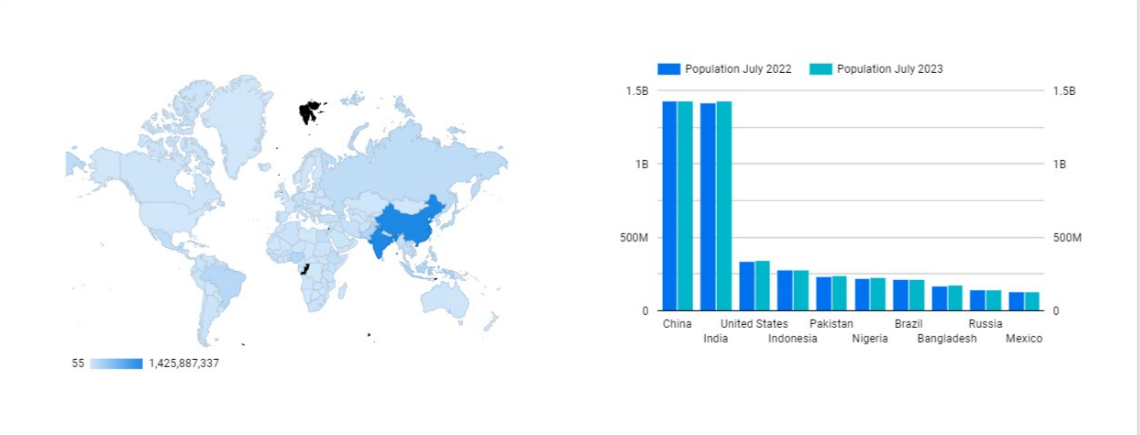 Population July 2022 Population July 2023
1.5B 1.5B
1B 1B
500M 500M
0 0
China United States Pakistan Brazil Russia
India Indonesia Nigeria Bangladesh Mexico
55 1,425,887,337